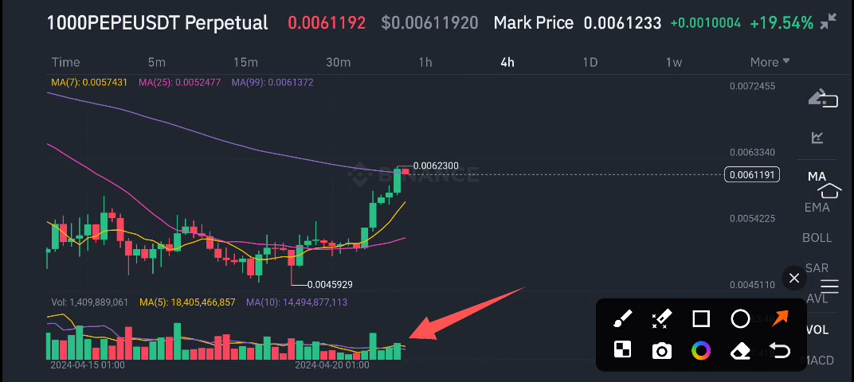 1000PEPEUSDT Perpetual 0.0061192 $0.00611920 Mark Price 0.0061233 +0.0010004 +19.54%
Time 5m 15m 30m 1h 4h 1D 1w More
MA(7): 0.0057431 MA(25): 0.0052477 MA(99): 0.0061372
0.0072455
0.0063340
0.0062300
BINANCE
0.0061191
MA
EMA
0.0054225
BOLL
SAR
0.0045929
0.0045110
AVL
Vol: 1,409,889,061 MA(5): 18,405,466,857 MA(10): 14,494,877,113
VOL
MACD
2024-04-15 01:00 2024-04-20 01:00